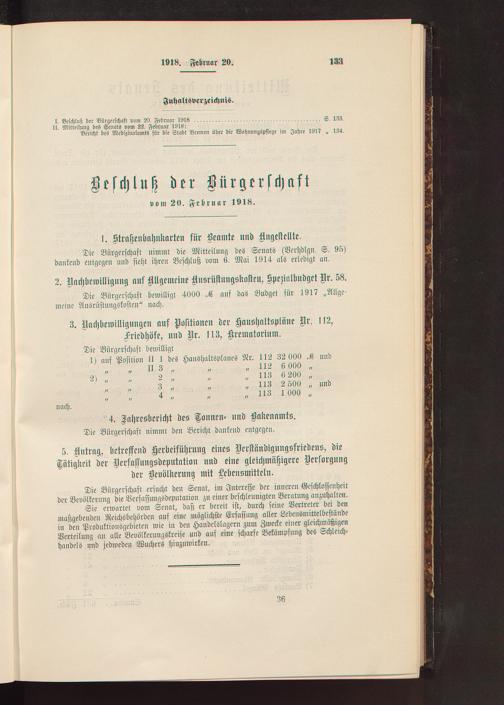 1918. Februar 20. 133
Inhaltsverzeichnis.
I. Beschluß der Bürgerschaft vom 20. Februar 1918 S. 133.
II. Mitteilung des Senats vom 22. Februar 1918:
Bericht des Medizinalamts für die Stadt Bremen über die Wohnungspflege im Jahre 1917 „ 134.
Beschluß der Bürgerschaft
vom 20. Februar 1918.
1. Straßenbahnkarten für Beamte und Angestellte.
Die Bürgerschaft nimmt die Mitteilung des Senats (Verhdlgn. S. 95)
dankend entgegen und sieht ihren Beschluß vom 6. Mai 1914 als erledigt an.
2. Nachbewilligung auf Allgemeine Ausrüstungskosten, Spezialbudget Nr. 58.
Die Bürgerschaft bewilligt 4000 ℳ auf das Budget für 1917 „Allge-
meine Ausrüstungskosten“ nach.
3. Nachbewilligungen auf Positionen der Haushaltspläne Nr. 112,
Friedhöfe, und Nr. 113, Krematorium.
Die Bürgerschaft bewilligt
1) auf Position II 1 des Haushaltsplanes Nr. 112 32 000 ℳ und
„ „ II 3 „ „ „ 112 6 000 „
2) „ „ 2 „ „ „ 113 6 200 „
„ „ 3 „ „ „ 113 2 500 „ und
„ „ 4 „ „ „ 113 1 000 „
nach.
4. Jahresbericht des Tonnen- und Bakenamts.
Die Bürgerschaft nimmt den Bericht dankend entgegen.
5. Antrag, betreffend Herbeiführung eines Verständigungsfriedens, die
Tätigkeit der Verfassungsdeputation und eine gleichmäßigere Versorgung
der Bevölkerung mit Lebensmitteln.
Die Bürgerschaft ersucht den Senat, im Interesse der inneren Geschlossenheit
der Bevölkerung die Verfassungsdeputation zu einer beschleunigten Beratung anzuhalten.
Sie erwartet vom Senat, daß er bereit ist, durch seine Vertreter bei den
maßgebenden Reichsbehörden auf eine möglichste Erfassung aller Lebensmittelbestände
in den Produktionsgebieten wie in den Handelslagern zum Zwecke einer gleichmäßigen
Verteilung an alle Bevölkerungskreise und auf eine scharfe Bekämpfung des Schleich-
handels und jedweden Wuchers hinzuwirken.
36